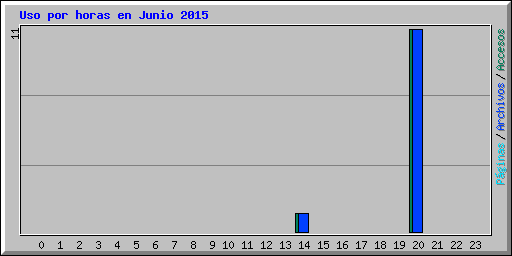 Uso por horas en Junio 2015
11
Páginas / Archivos / Accesos
0 1 2 3 4 5 6 7 8 9 10 11 12 13 14 15 16 17 18 19 20 21 22 23